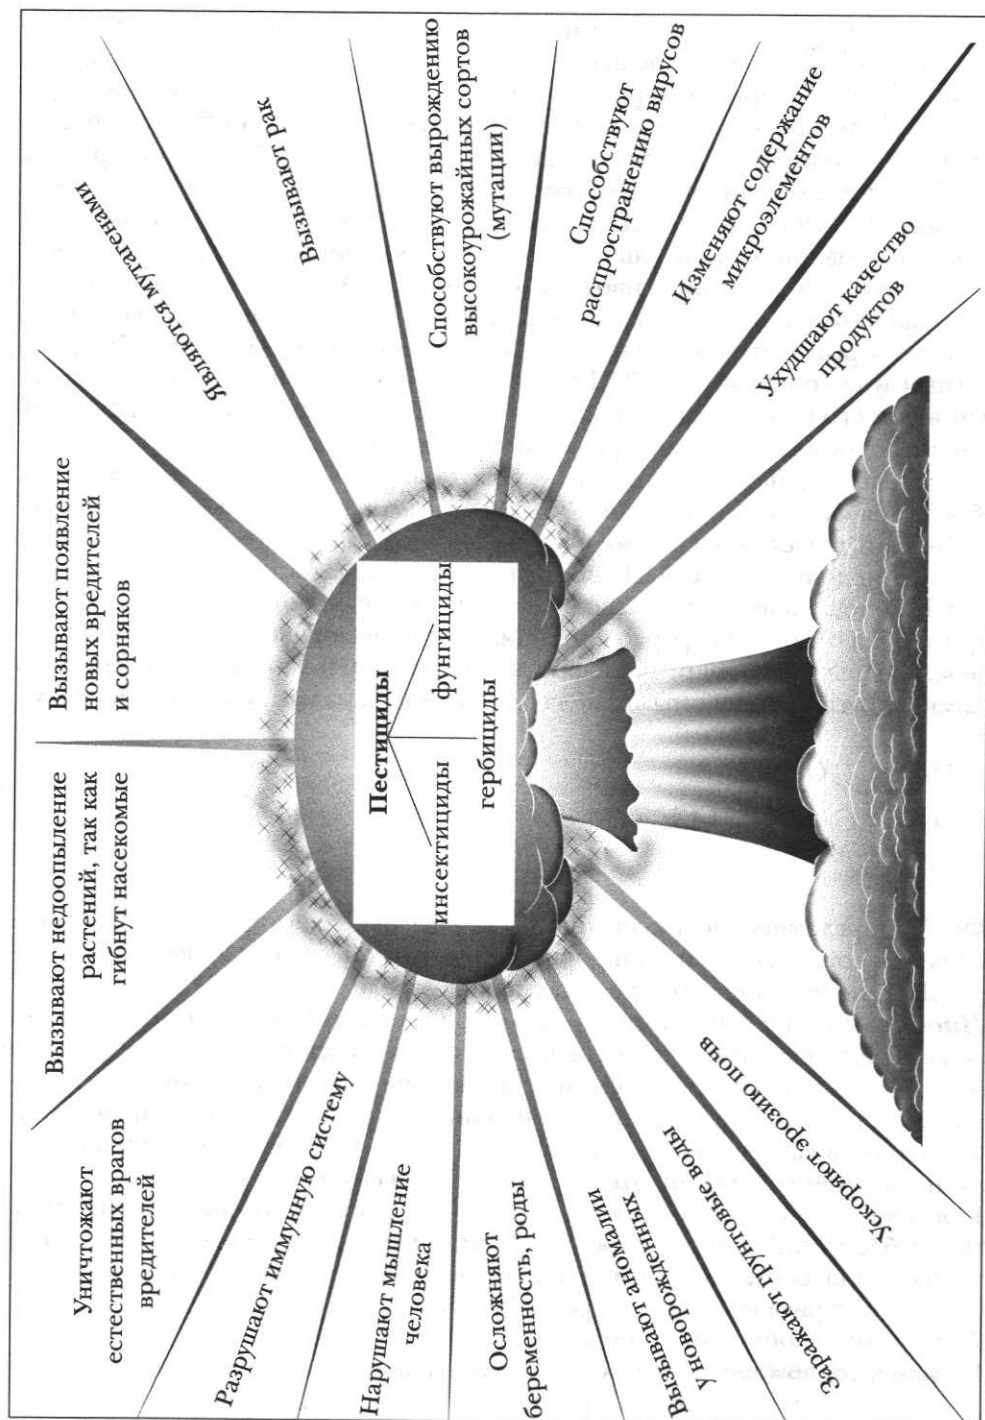 Ускоряют эрозию почв
Заражают грунтовые воды
Вызывают аномалии
у новорожденных
Осложняют
беременность, роды
Нарушают мышление
человека
Разрушают иммунную систему
Уничтожают
естественных врагов
вредителей
Вызывают недоопыление
растений, так как
гибнут насекомые
Вызывают появление
новых вредителей
и сорняков
Являются мутагенами
Вызывают рак
Способствуют вырождению
высокоурожайных сортов
(мутации)
Способствуют
распространению вирусов
Изменяют содержание
микроэлементов
Ухудшают качество
продуктов
Пестициды
инсектициды
фунгициды
гербициды